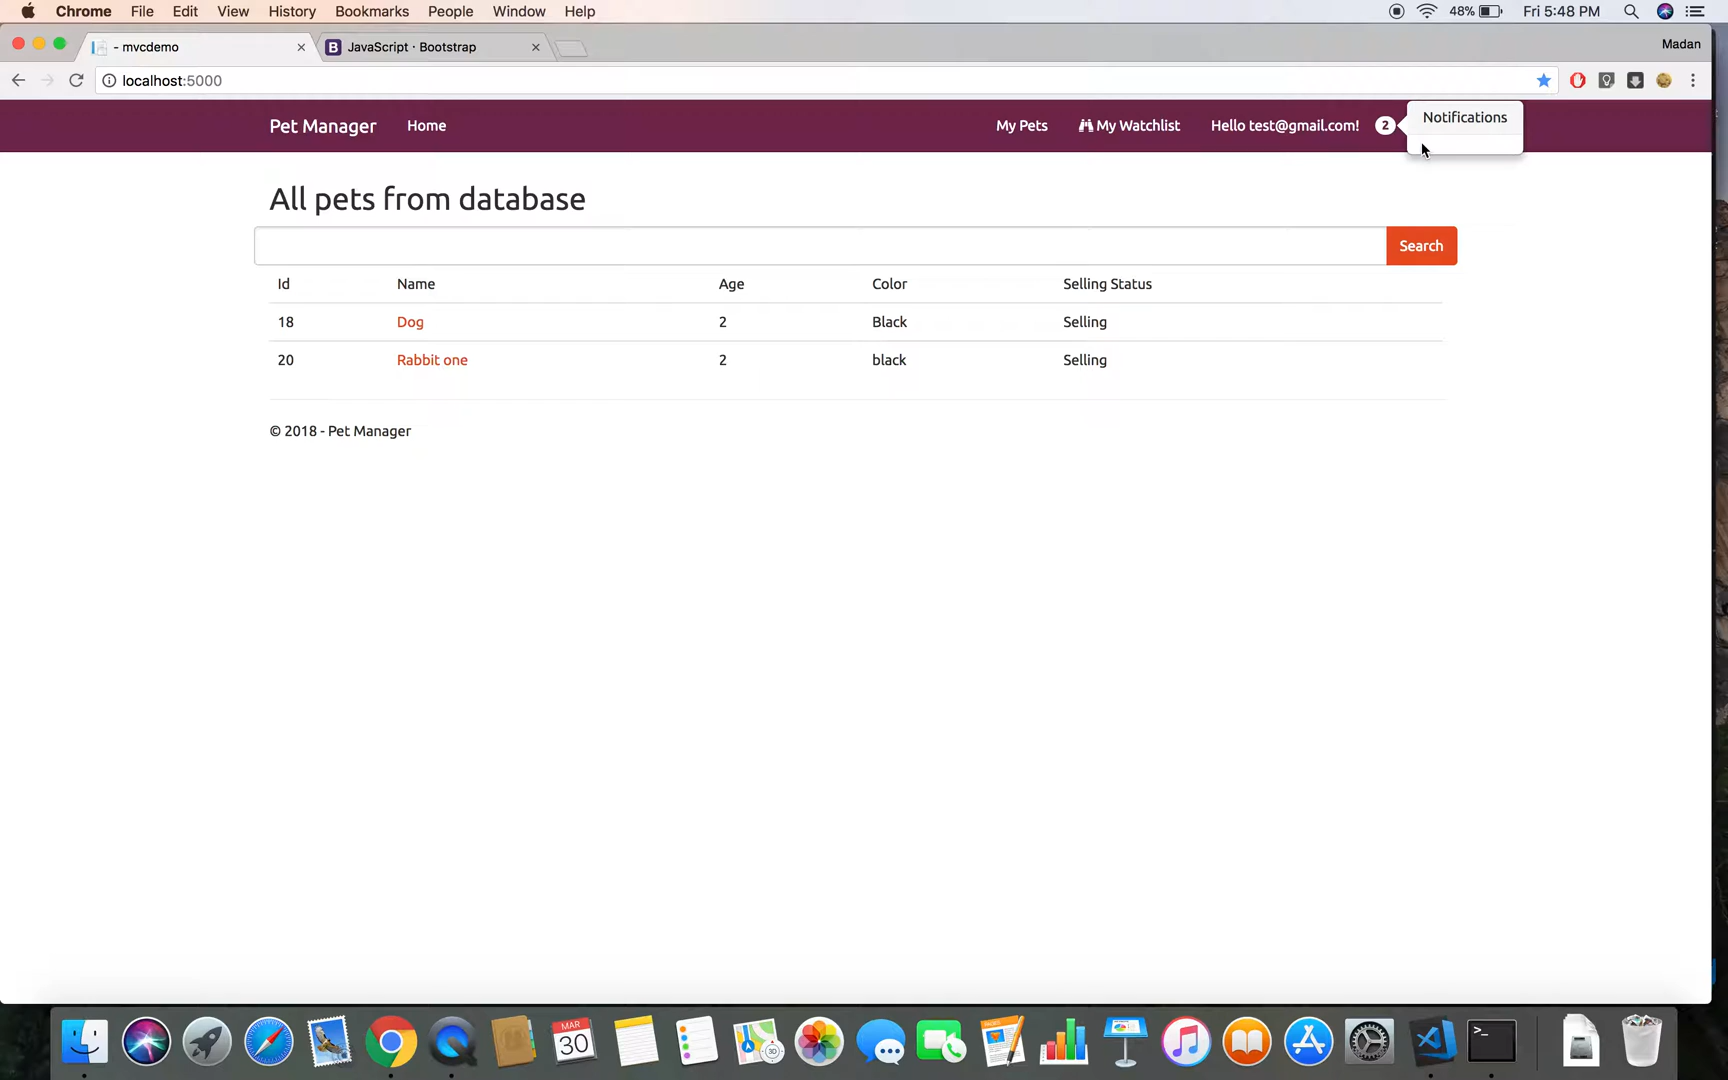 Chrome File Edit View History Bookmarks People Window Help 48% Fri 5:48 PM
- mvcdemo JavaScript · Bootstrap Madan
localhost:5000
Pet Manager Home My Pets My Watchlist Hello test@gmail.com! 2 Notifications
All pets from database
Search
Id Name Age Color Selling Status
18 Dog 2 Black Selling
20 Rabbit one 2 black Selling
© 2018 - Pet Manager
MAR
30